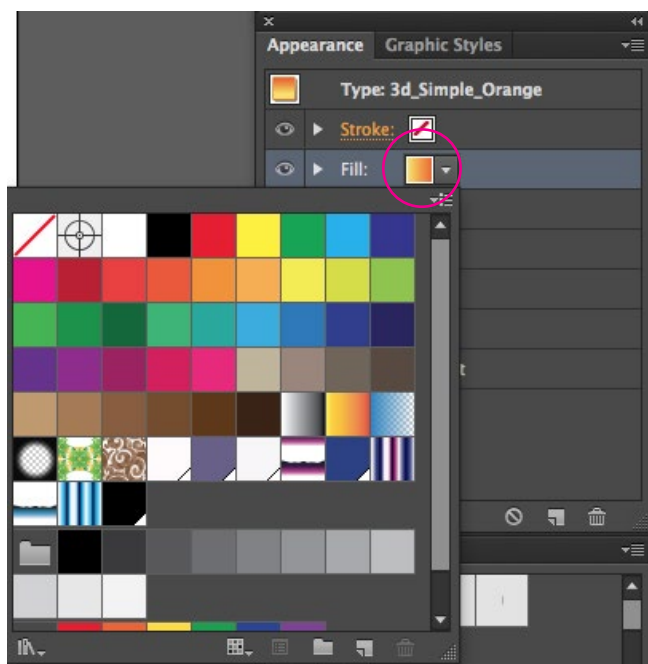 Appearance Graphic Styles
Type: 3d_Simple_Orange
Stroke:
Fill:
t